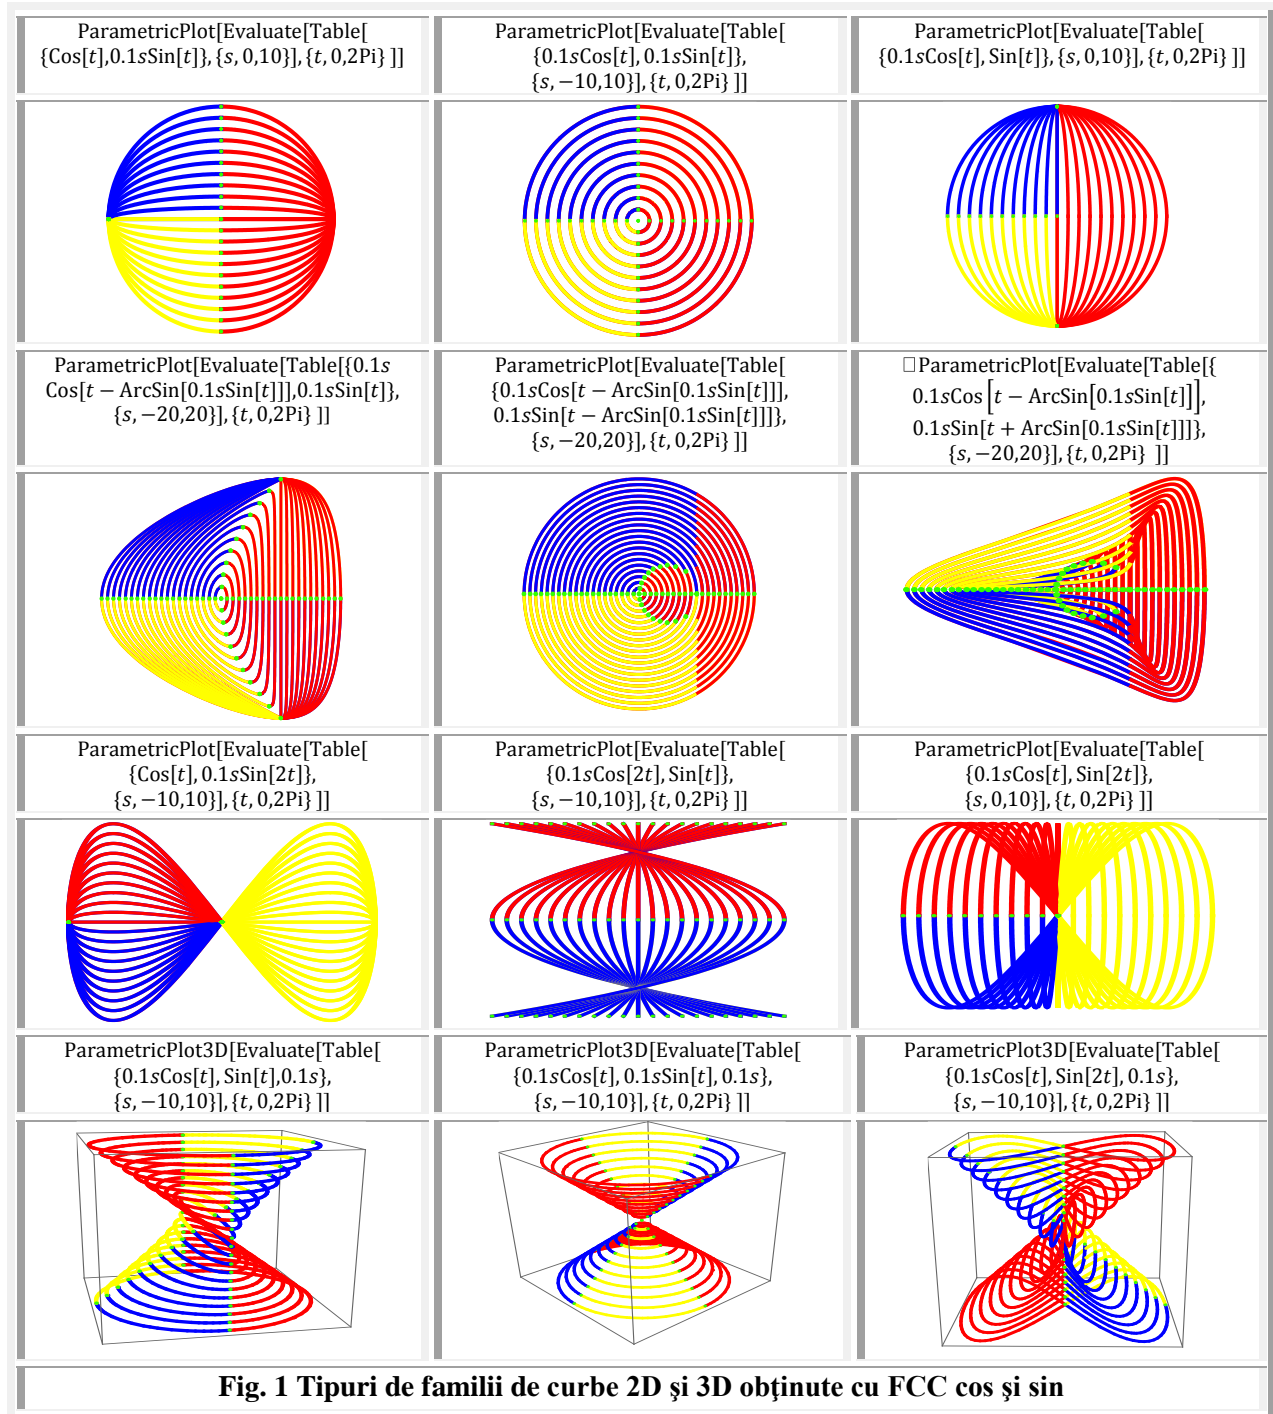 ParametricPlot[Evaluate[Table[
{Cos[t],0.1sSin[t]},{s,0,10}],{t,0,2Pi} ]]
ParametricPlot[Evaluate[Table[
{0.1sCos[t],0.1sSin[t]},
{s,−10,10}],{t,0,2Pi} ]]
ParametricPlot[Evaluate[Table[
{0.1sCos[t],Sin[t]},{s,0,10}],{t,0,2Pi} ]]
ParametricPlot[Evaluate[Table[{0.1s
Cos[t − ArcSin[0.1sSin[t]]],0.1sSin[t]},
{s,−20,20}],{t,0,2Pi} ]]
ParametricPlot[Evaluate[Table[
{0.1sCos[t − ArcSin[0.1sSin[t]]],
0.1sSin[t − ArcSin[0.1sSin[t]]]},
{s,−20,20}],{t,0,2Pi} ]]
□ParametricPlot[Evaluate[Table[{
0.1sCos[t − ArcSin[0.1sSin[t]]],
0.1sSin[t + ArcSin[0.1sSin[t]]]},
{s,−20,20}],{t,0,2Pi} ]]
ParametricPlot[Evaluate[Table[
{Cos[t],0.1sSin[2t]},
{s,−10,10}],{t,0,2Pi} ]]
ParametricPlot[Evaluate[Table[
{0.1sCos[2t],Sin[t]},
{s,−10,10}],{t,0,2Pi} ]]
ParametricPlot[Evaluate[Table[
{0.1sCos[t],Sin[2t]},
{s,0,10}],{t,0,2Pi} ]]
ParametricPlot3D[Evaluate[Table[
{0.1sCos[t],Sin[t],0.1s},
{s,−10,10}],{t,0,2Pi} ]]
ParametricPlot3D[Evaluate[Table[
{0.1sCos[t],0.1sSin[t],0.1s},
{s,−10,10}],{t,0,2Pi} ]]
ParametricPlot3D[Evaluate[Table[
{0.1sCos[t],Sin[2t],0.1s},
{s,−10,10}],{t,0,2Pi} ]]
Fig. 1 Tipuri de familii de curbe 2D şi 3D obţinute cu FCC cos şi sin